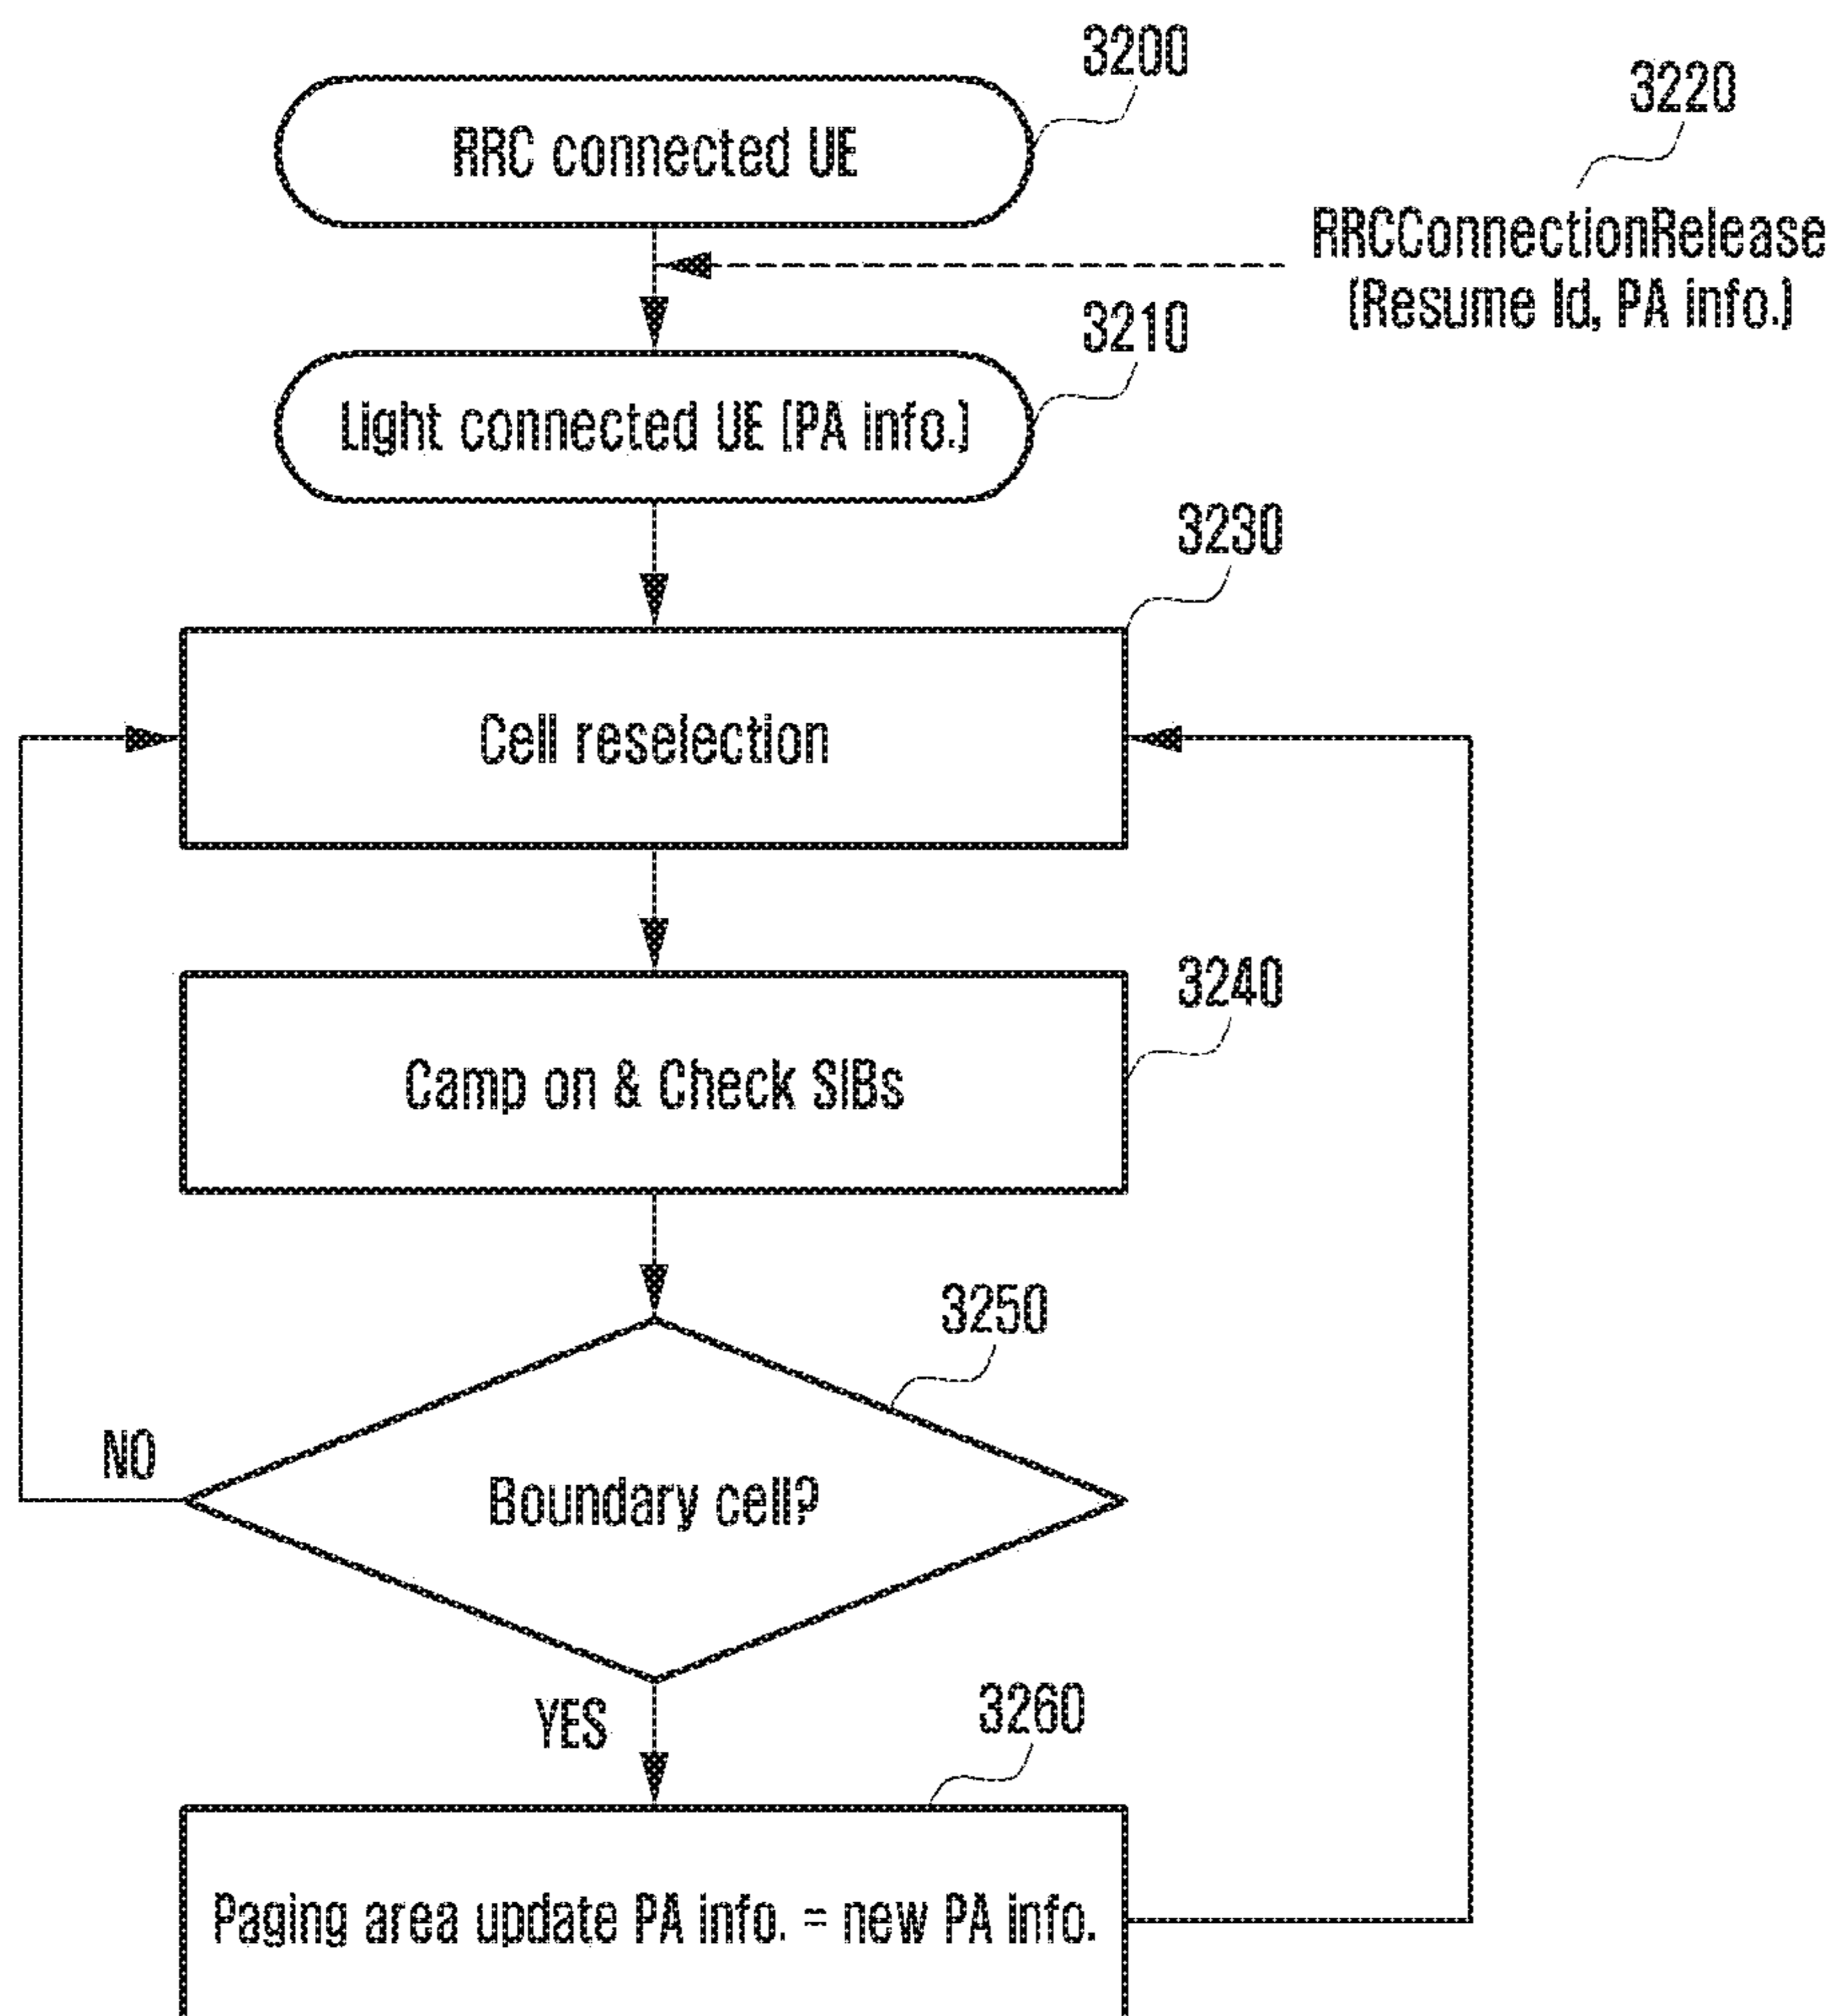 3200
RRC connected UE
3220
RRCConnectionRelease
(Resume Id, PA info.)
3210
Light connected UE (PA info.)
3230
Cell reselection
3240
Camp on & Check SIBs
3250
Boundary cell?
NO
YES
3260
Paging area update PA info. = new PA info.